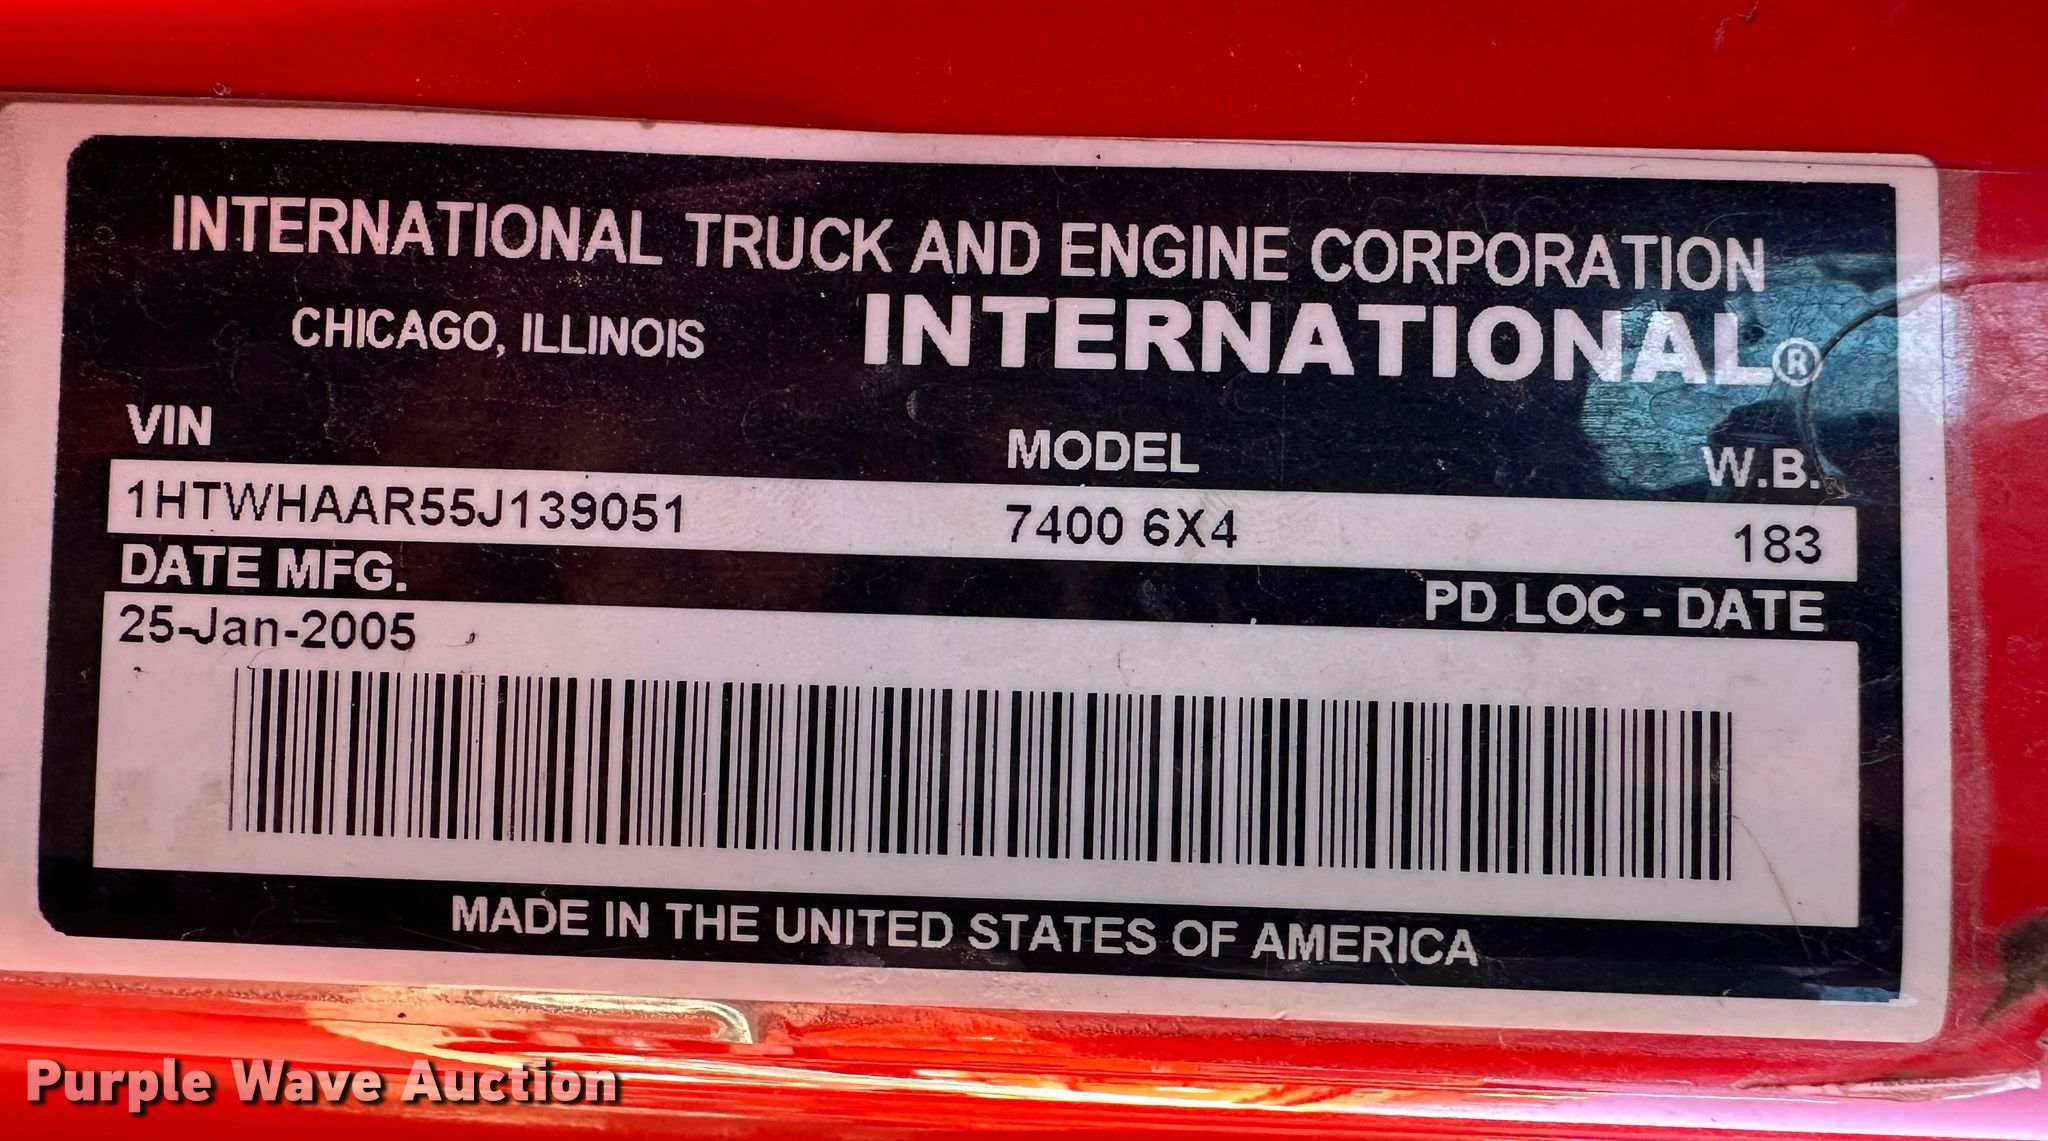 INTERNATIONAL TRUCK AND ENGINE CORPORATION
CHICAGO, ILLINOIS INTERNATIONAL®
VIN MODEL W.B.
1HTWHAAR55J139051 7400 6X4 183
DATE MFG. PD LOC - DATE
25-Jan-2005
MADE IN THE UNITED STATES OF AMERICA
Purple Wave Auction